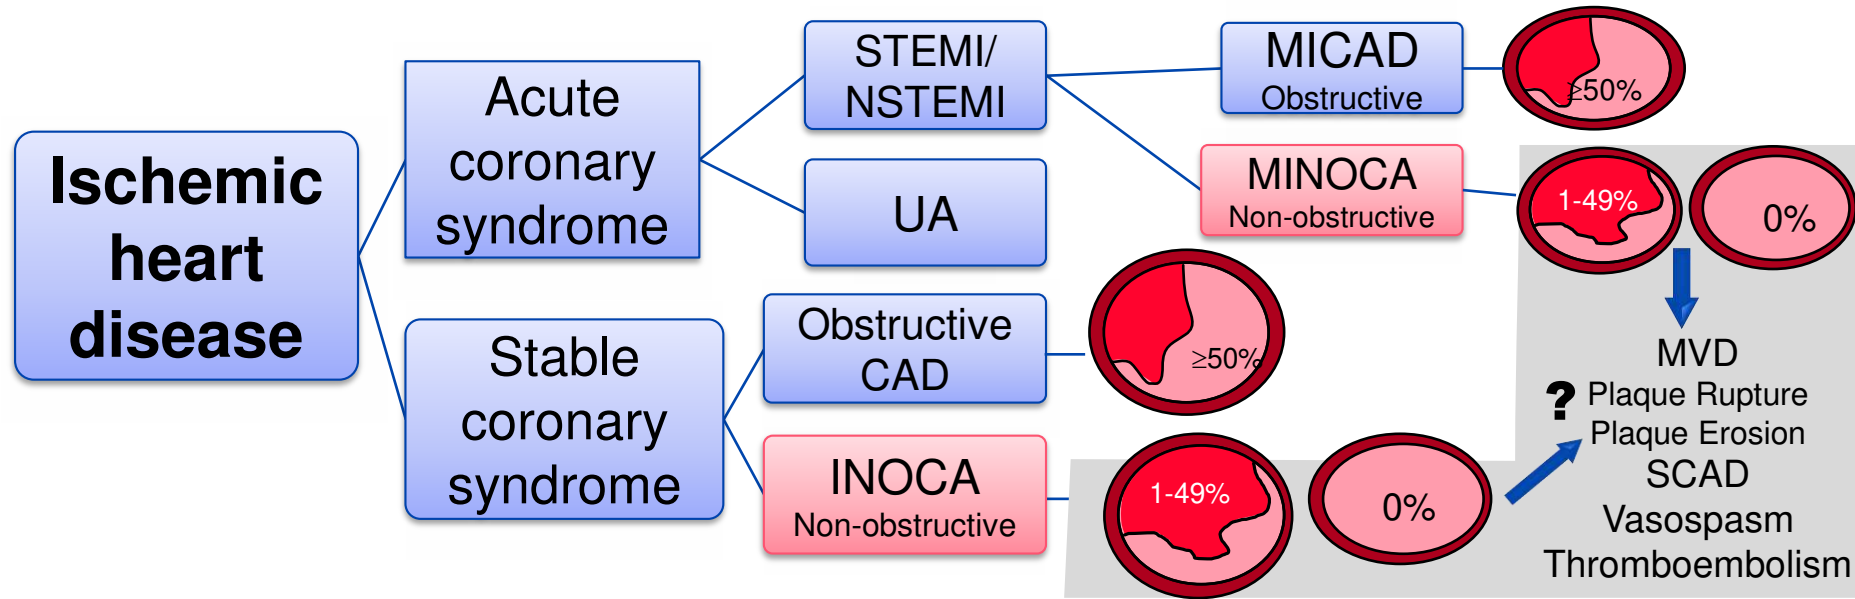 Ischemic
heart
disease
Acute
coronary
syndrome
STEMI/
NSTEMI
UA
MICAD
Obstructive
≥50%
MINOCA
Non-obstructive
1-49%
0%
Stable
coronary
syndrome
Obstructive
CAD
≥50%
INOCA
Non-obstructive
1-49%
0%
MVD
? Plaque Rupture
Plaque Erosion
SCAD
Vasospasm
Thromboembolism